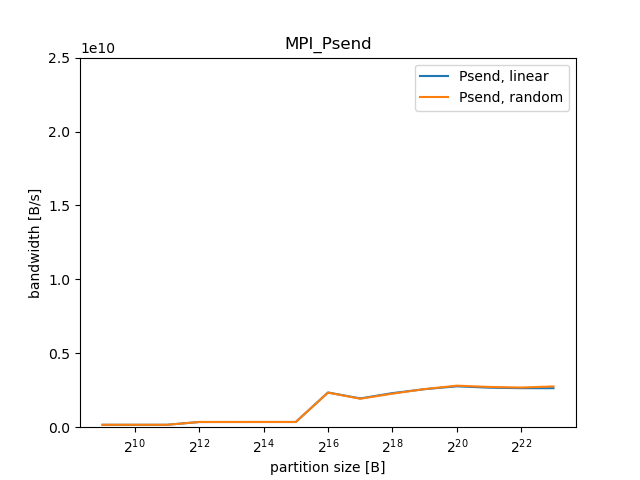 MPI_Psend
1e10
2.5
2.0
1.5
1.0
0.5
0.0
bandwidth [B/s]
Psend, linear
Psend, random
2^10 2^12 2^14 2^16 2^18 2^20 2^22
partition size [B]